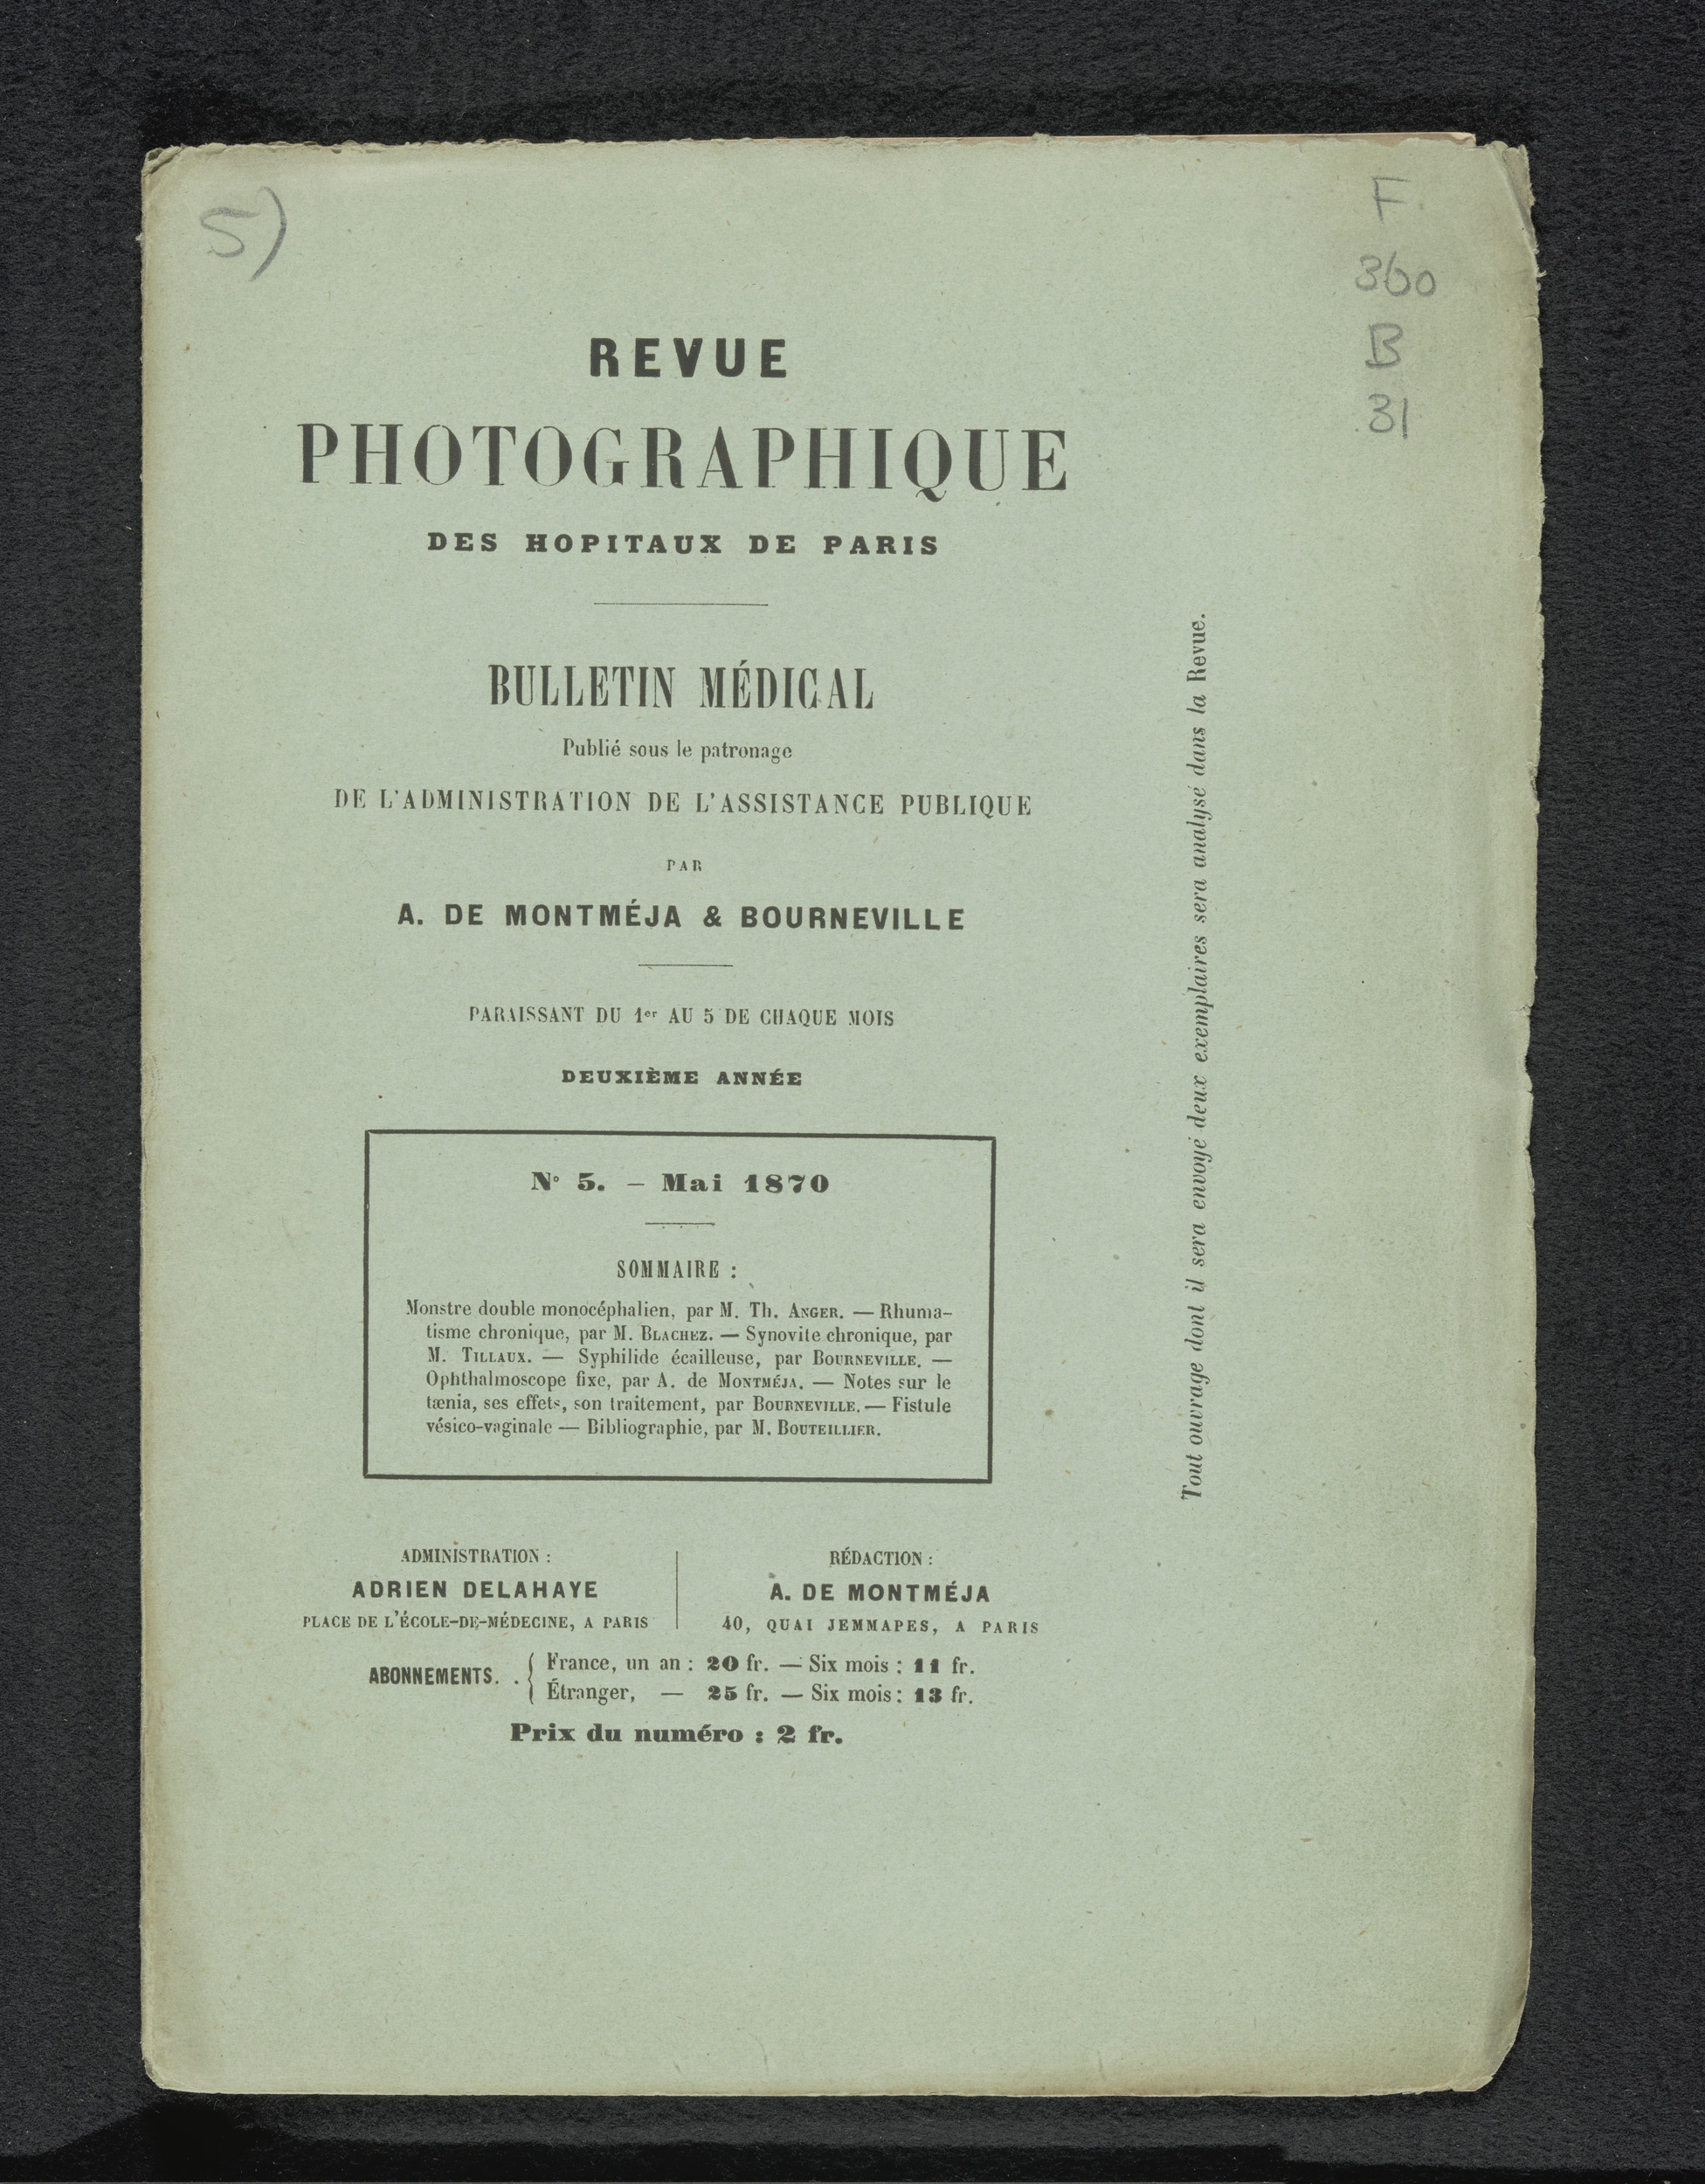 5)
F
360
B
31
REVUE
PHOTOGRAPHIQUE
DES HOPITAUX DE PARIS
BULLETIN MÉDICAL
Publié sous le patronage
DE L'ADMINISTRATION DE L'ASSISTANCE PUBLIQUE
PAR
A. DE MONTMÉJA & BOURNEVILLE
PARAISSANT DU 1er AU 5 DE CHAQUE MOIS
DEUXIÈME ANNÉE
N° 5. — Mai 1870
SOMMAIRE :
Monstre double monocéphalien, par M. Th. ANGER. — Rhuma-
tisme chronique, par M. BLACHEZ. — Synovite chronique, par
M. TILLAUX. — Syphilide écailleuse, par BOURNEVILLE. —
Ophthalmoscope fixe, par A. de MONTMÉJA. — Notes sur le
tænia, ses effets, son traitement, par BOURNEVILLE. — Fistule
vésico-vaginale — Bibliographie, par M. BOUTEILLIER.
ADMINISTRATION :
ADRIEN DELAHAYE
PLACE DE L'ÉCOLE-DE-MÉDECINE, A PARIS
RÉDACTION :
A. DE MONTMÉJA
40, QUAI JEMMAPES, A PARIS
ABONNEMENTS. . { France, un an : 20 fr. — Six mois : 11 fr.
Étranger, — 25 fr. — Six mois : 13 fr.
Prix du numéro : 2 fr.
Tout ouvrage dont il sera envoyé deux exemplaires sera analysé dans la Revue.